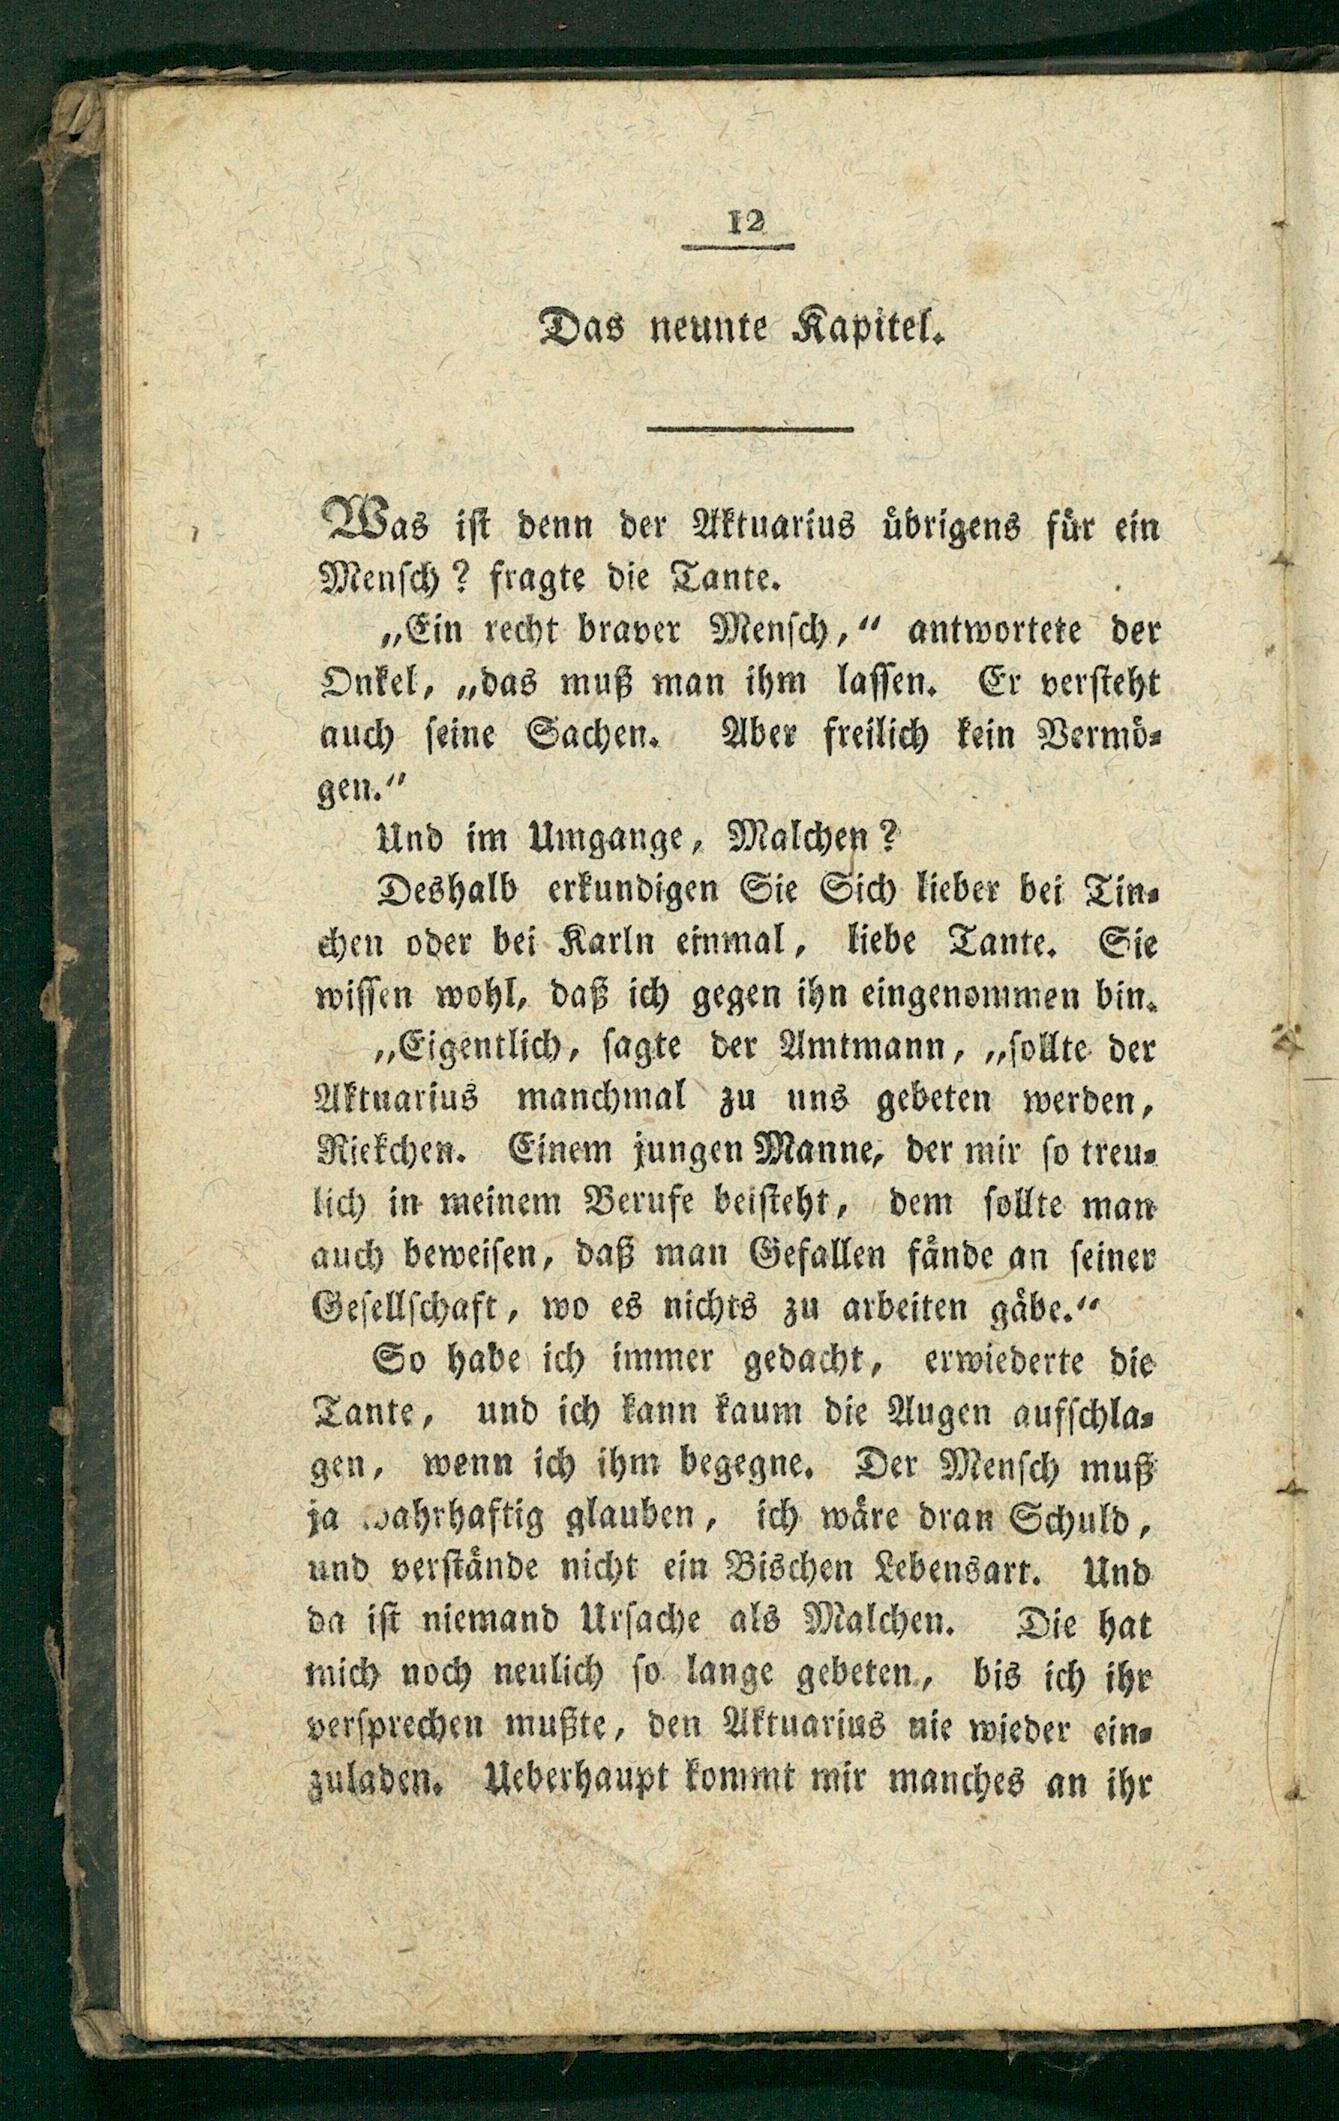 12
Das neunte Kapitel.
Was ist denn der Aktuarius übrigens für ein
Mensch? fragte die Tante.
„Ein recht braver Mensch,“ antwortete der
Onkel, „das muß man ihm lassen. Er versteht
auch seine Sachen. Aber freilich kein Vermö-
gen.“
Und im Umgange, Malchen?
Deshalb erkundigen Sie Sich lieber bei Tin-
chen oder bei Karln einmal, liebe Tante. Sie
wissen wohl, daß ich gegen ihn eingenommen bin.
„Eigentlich, sagte der Amtmann, „sollte der
Aktuarius manchmal zu uns gebeten werden,
Riekchen. Einem jungen Manne, der mir so treu-
lich in meinem Berufe beisteht, dem sollte man
auch beweisen, daß man Gefallen fände an seiner
Gesellschaft, wo es nichts zu arbeiten gäbe.“
So habe ich immer gedacht, erwiederte die
Tante, und ich kann kaum die Augen aufschla-
gen, wenn ich ihm begegne. Der Mensch muß
ja wahrhaftig glauben, ich wäre dran Schuld,
und verstände nicht ein Bischen Lebensart. Und
da ist niemand Ursache als Malchen. Die hat
mich noch neulich so lange gebeten, bis ich ihr
versprechen mußte, den Aktuarius nie wieder ein-
zuladen. Ueberhaupt kommt mir manches an ihr